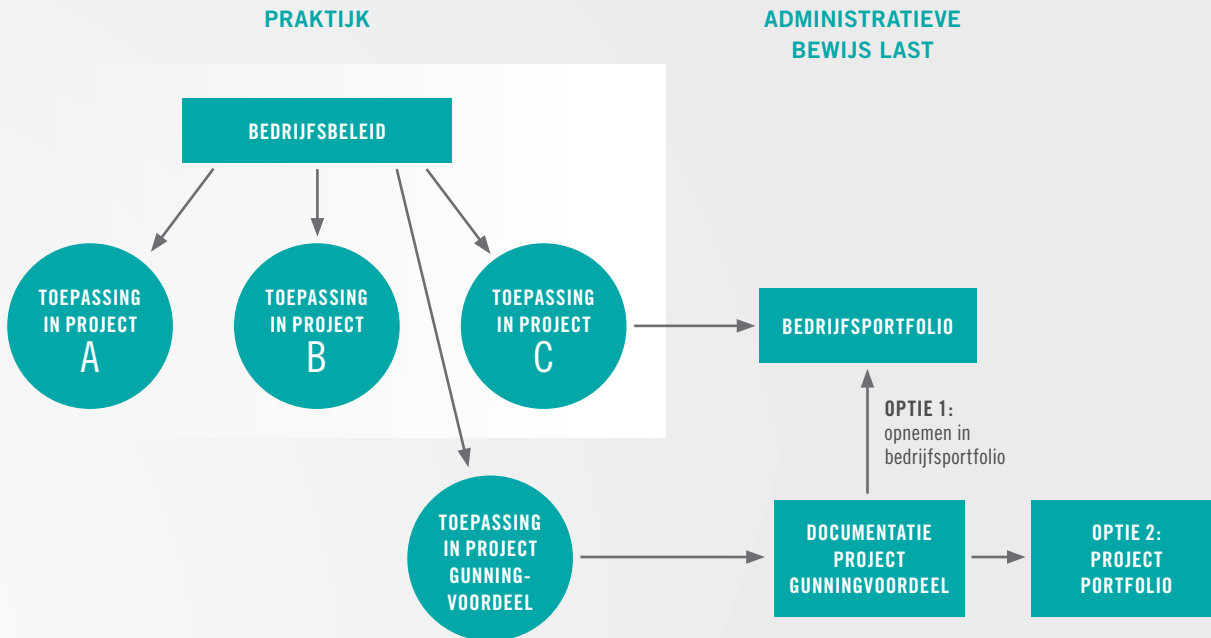 PRAKTIJK
ADMINISTRATIEVE
BEWIJS LAST
BEDRIJFSBELEID
TOEPASSING
IN PROJECT
A
TOEPASSING
IN PROJECT
B
TOEPASSING
IN PROJECT
C
BEDRIJFSPORTFOLIO
OPTIE 1:
opnemen in
bedrijfsportfolio
TOEPASSING
IN PROJECT
GUNNING-
VOORDEEL
DOCUMENTATIE
PROJECT
GUNNINGVOORDEEL
OPTIE 2:
PROJECT
PORTFOLIO